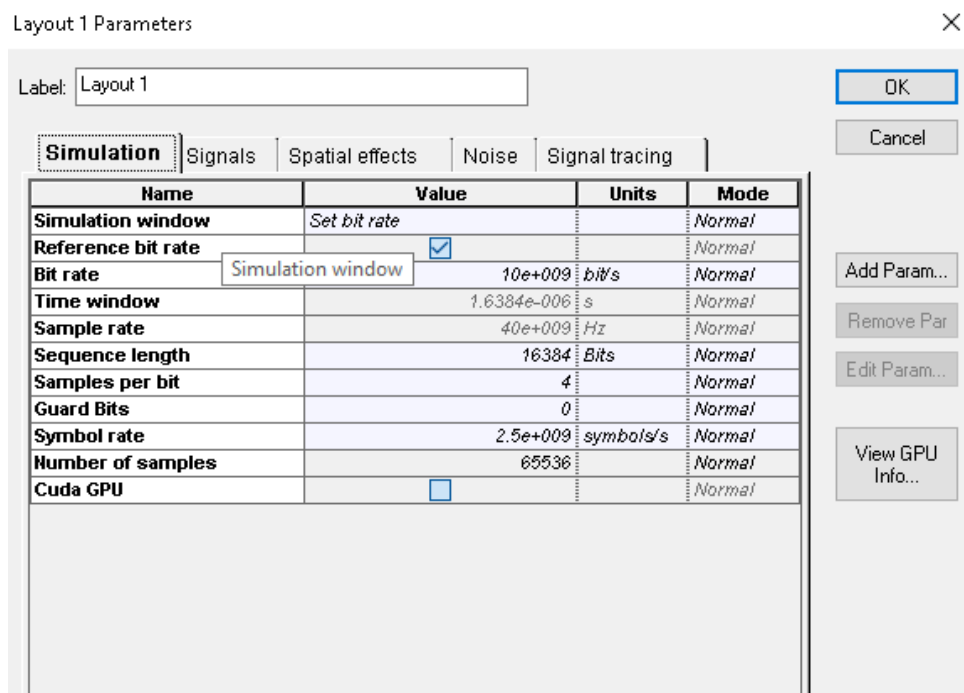 Layout 1 Parameters
Label: Layout 1
OK
Cancel
Simulation Signals Spatial effects Noise Signal tracing
Name Value Units Mode
Simulation window Set bit rate Normal
Reference bit rate Normal
Simulation window
Bit rate 10e+009 bit/s Normal
Time window 1.6384e-006 s Normal
Sample rate 40e+009 Hz Normal
Sequence length 16384 Bits Normal
Samples per bit 4 Normal
Guard Bits 0 Normal
Symbol rate 2.5e+009 symbols/s Normal
Number of samples 65536 Normal
Cuda GPU Normal
Add Param...
Remove Par
Edit Param...
View GPU
Info...